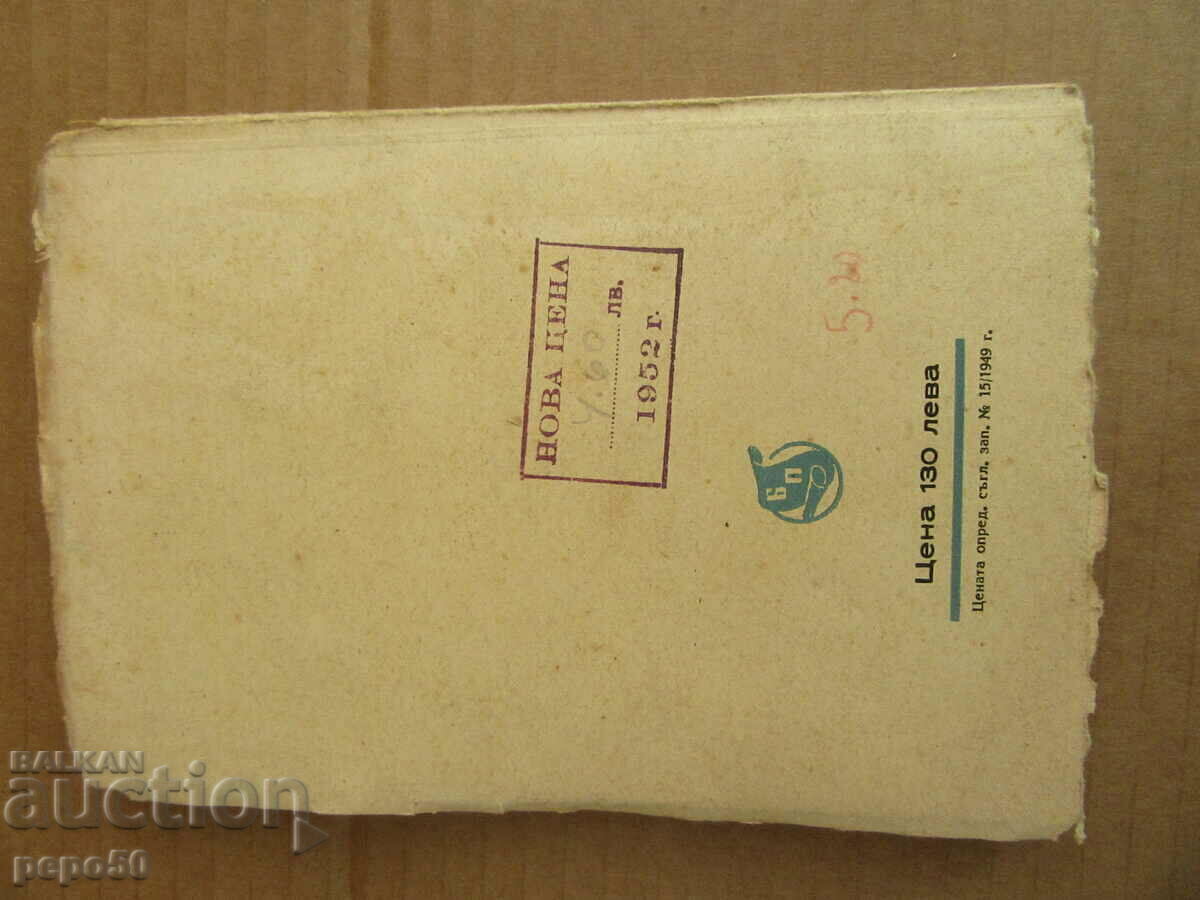 НОВА ЦЕНА
4.60 лв.
1952 г.
5.20
БП
Цена 130 лева
Цената опред. съгл. зап. № 15/1949 г.
BALKAN
auction
pepo50